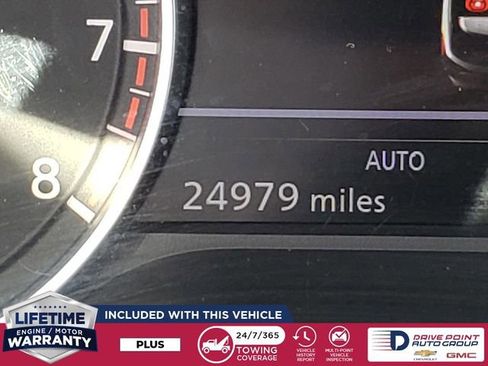 7
8
AUTO
24979 miles
LIFETIME
ENGINE / MOTOR
WARRANTY
INCLUDED WITH THIS VEHICLE
PLUS
24/7/365
TOWING
COVERAGE
VEHICLE
HISTORY
REPORT
MULTI-POINT
VEHICLE
INSPECTION
D
DRIVE POINT
AUTO GROUP
CHEVROLET
GMC